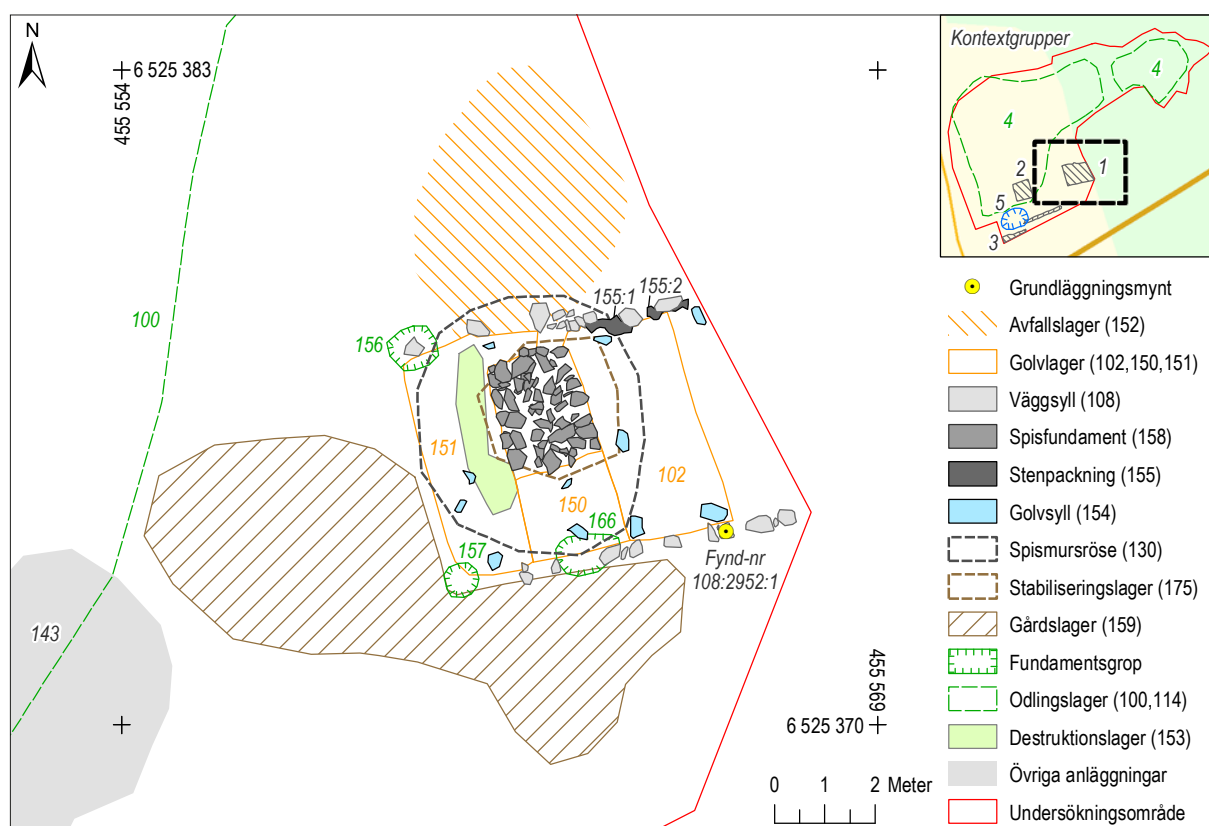 N
6 525 383
455 554
100
156
155:1
155:2
151
150
102
166
157
Fynd-nr
108:2952:1
143
455 569
6 525 370
0 1 2 Meter
Kontextgrupper
4
4
1
2
5
3
Grundläggningsmynt
Avfallslager (152)
Golvlager (102,150,151)
Väggsyll (108)
Spisfundament (158)
Stenpackning (155)
Golvsyll (154)
Spismursröse (130)
Stabiliseringslager (175)
Gårdslager (159)
Fundamentsgrop
Odlingslager (100,114)
Destruktionslager (153)
Övriga anläggningar
Undersökningsområde